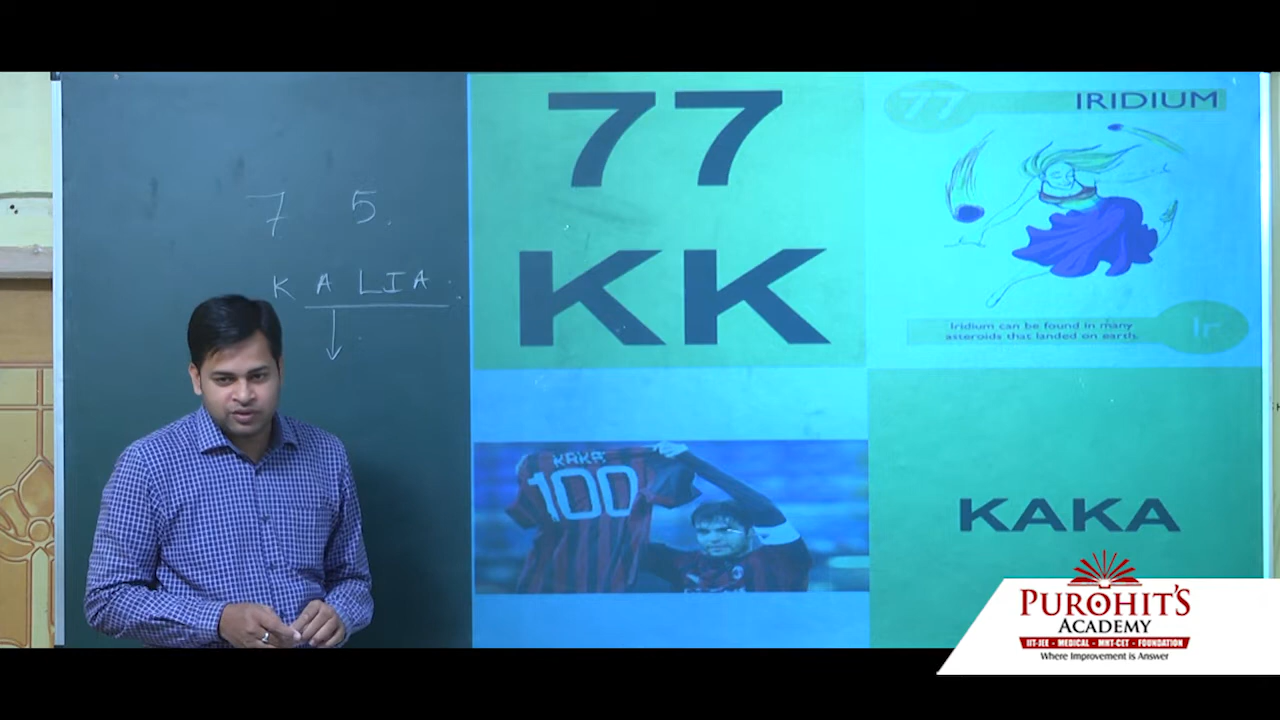 7 5.
K A LIA.
77
KK
77 IRIDIUM
Iridium can be found in many
asteroids that landed on earth.
Ir
KAKA
100
KAKA
PUROHIT'S
ACADEMY
IIT-JEE - MEDICAL - MHT-CET - FOUNDATION
Where Improvement is Answer